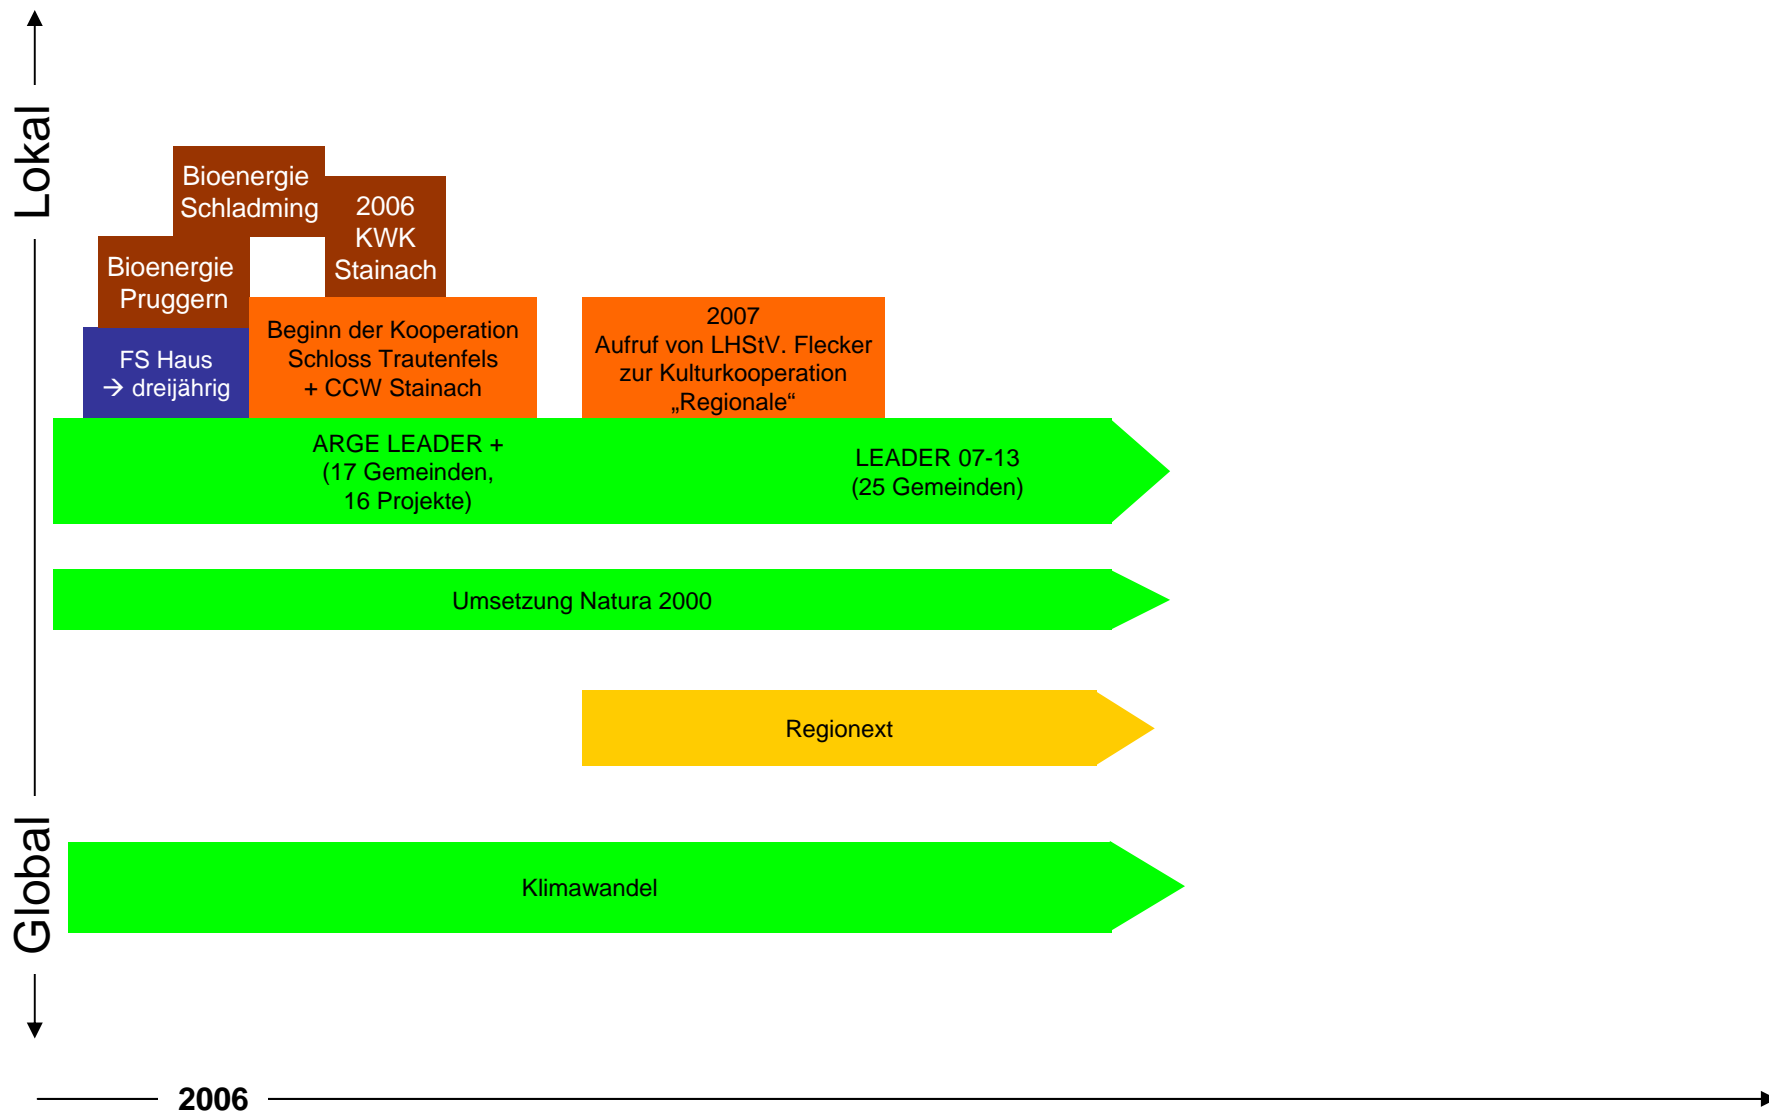 Lokal
Bioenergie
Schladming
2006
KWK
Stainach
Bioenergie
Pruggern
FS Haus
→ dreijährig
Beginn der Kooperation
Schloss Trautenfels
+ CCW Stainach
2007
Aufruf von LHStV. Flecker
zur Kulturkooperation
„Regionale“
ARGE LEADER +
(17 Gemeinden,
16 Projekte)
LEADER 07-13
(25 Gemeinden)
Umsetzung Natura 2000
Regionext
Global
Klimawandel
2006